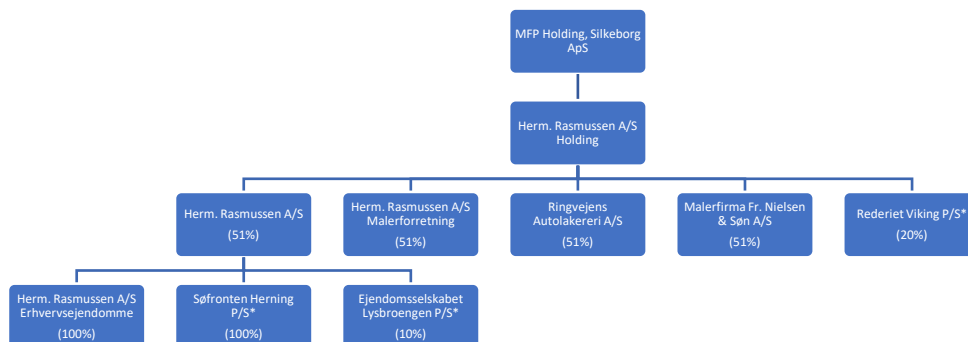 MFP Holding, Silkeborg
ApS
Herm. Rasmussen A/S
Holding
Herm. Rasmussen A/S
(51%)
Herm. Rasmussen A/S
Malerforretning
(51%)
Ringvejens
Autolakereri A/S
(51%)
Malerfirma Fr. Nielsen
& Søn A/S
(51%)
Rederiet Viking P/S*
(20%)
Herm. Rasmussen A/S
Erhvervsejendomme
(100%)
Søfronten Herning
P/S*
(100%)
Ejendomsselskabet
Lysbroengen P/S*
(10%)